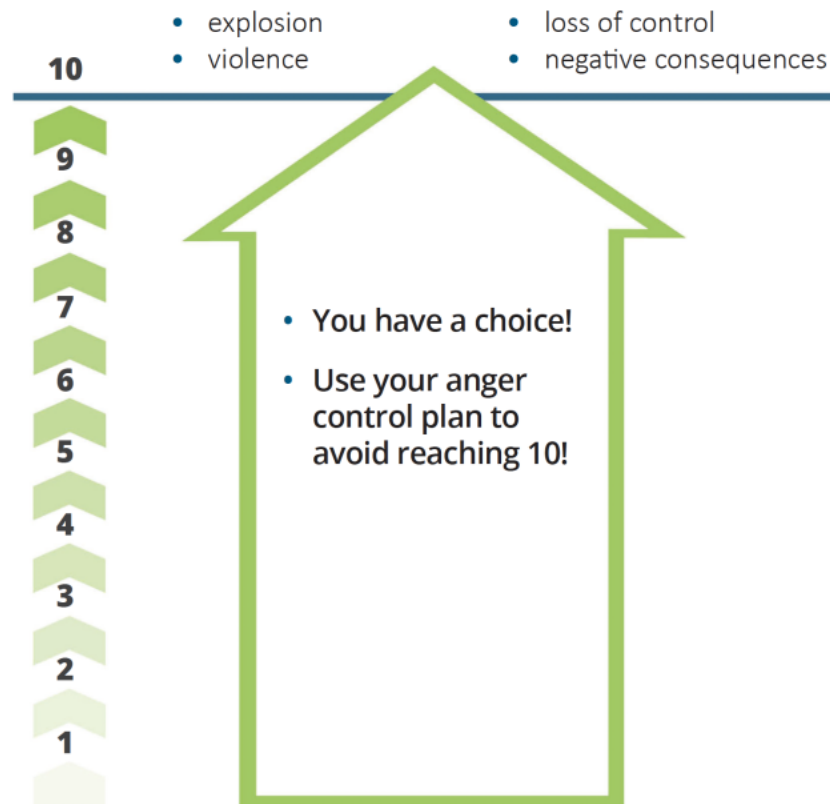 • explosion
• violence
• loss of control
• negative consequences
10
9
8
7
6
5
4
3
2
1
• You have a choice!
• Use your anger
control plan to
avoid reaching 10!